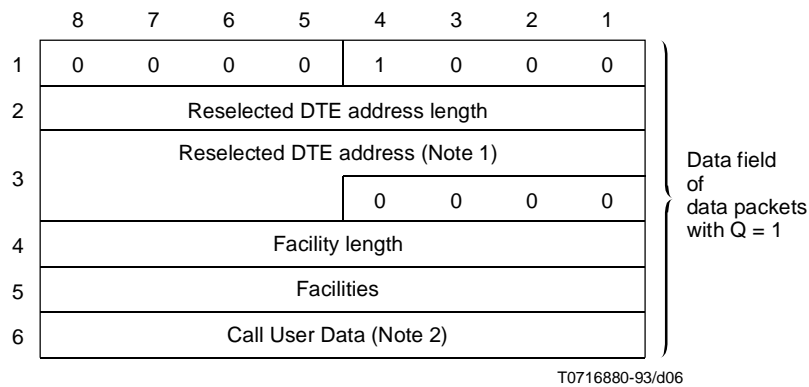 8 7 6 5 4 3 2 1
1 0 0 0 0 1 0 0 0
2 Reselected DTE address length
Reselected DTE address (Note 1)
3
0 0 0 0
4 Facility length
5 Facilities
6 Call User Data (Note 2)
Data field
of
data packets
with Q = 1
T0716880-93/d06